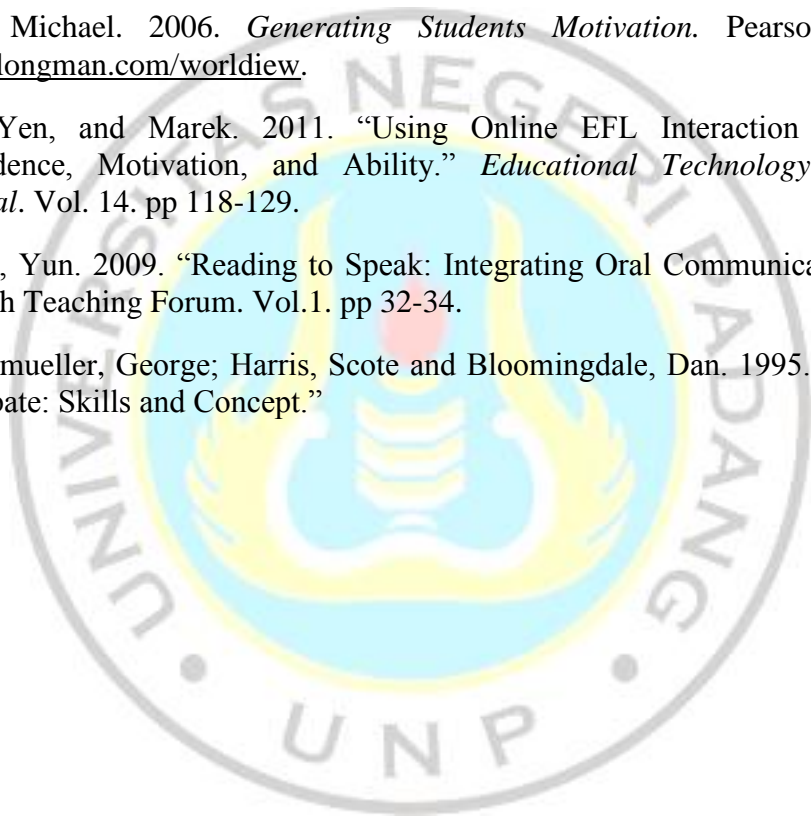 Michael. 2006. Generating Students Motivation.
longman.com/worldiew.
Yen, and Marek. 2011. “Using Online EFL Interaction
dence, Motivation, and Ability.” Educational Technology
al. Vol. 14. pp 118-129.
, Yun. 2009. “Reading to Speak: Integrating Oral
h Teaching Forum. Vol.1. pp 32-34.
mueller, George; Harris, Scote and Bloomingdale, Dan. 1995.
bate: Skills and Concept.”
UNIVERSITAS NEGERI PADANG
UNP